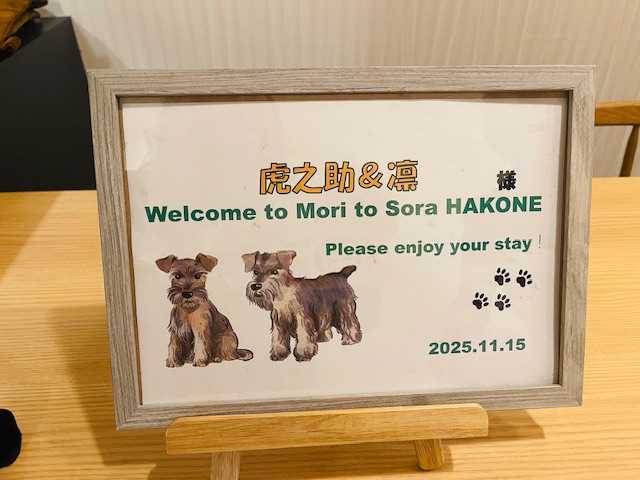 虎之助&凛 様
Welcome to Mori to Sora HAKONE
Please enjoy your stay!
2025.11.15